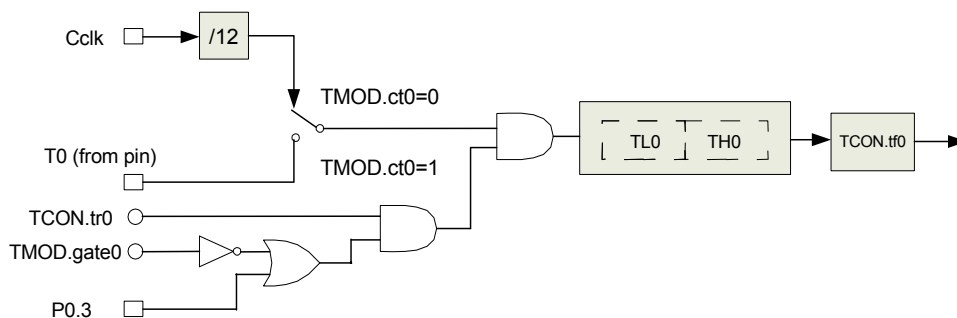 Cclk
/12
TMOD.ct0=0
T0 (from pin)
TMOD.ct0=1
TL0
TH0
TCON.tf0
TCON.tr0
TMOD.gate0
P0.3